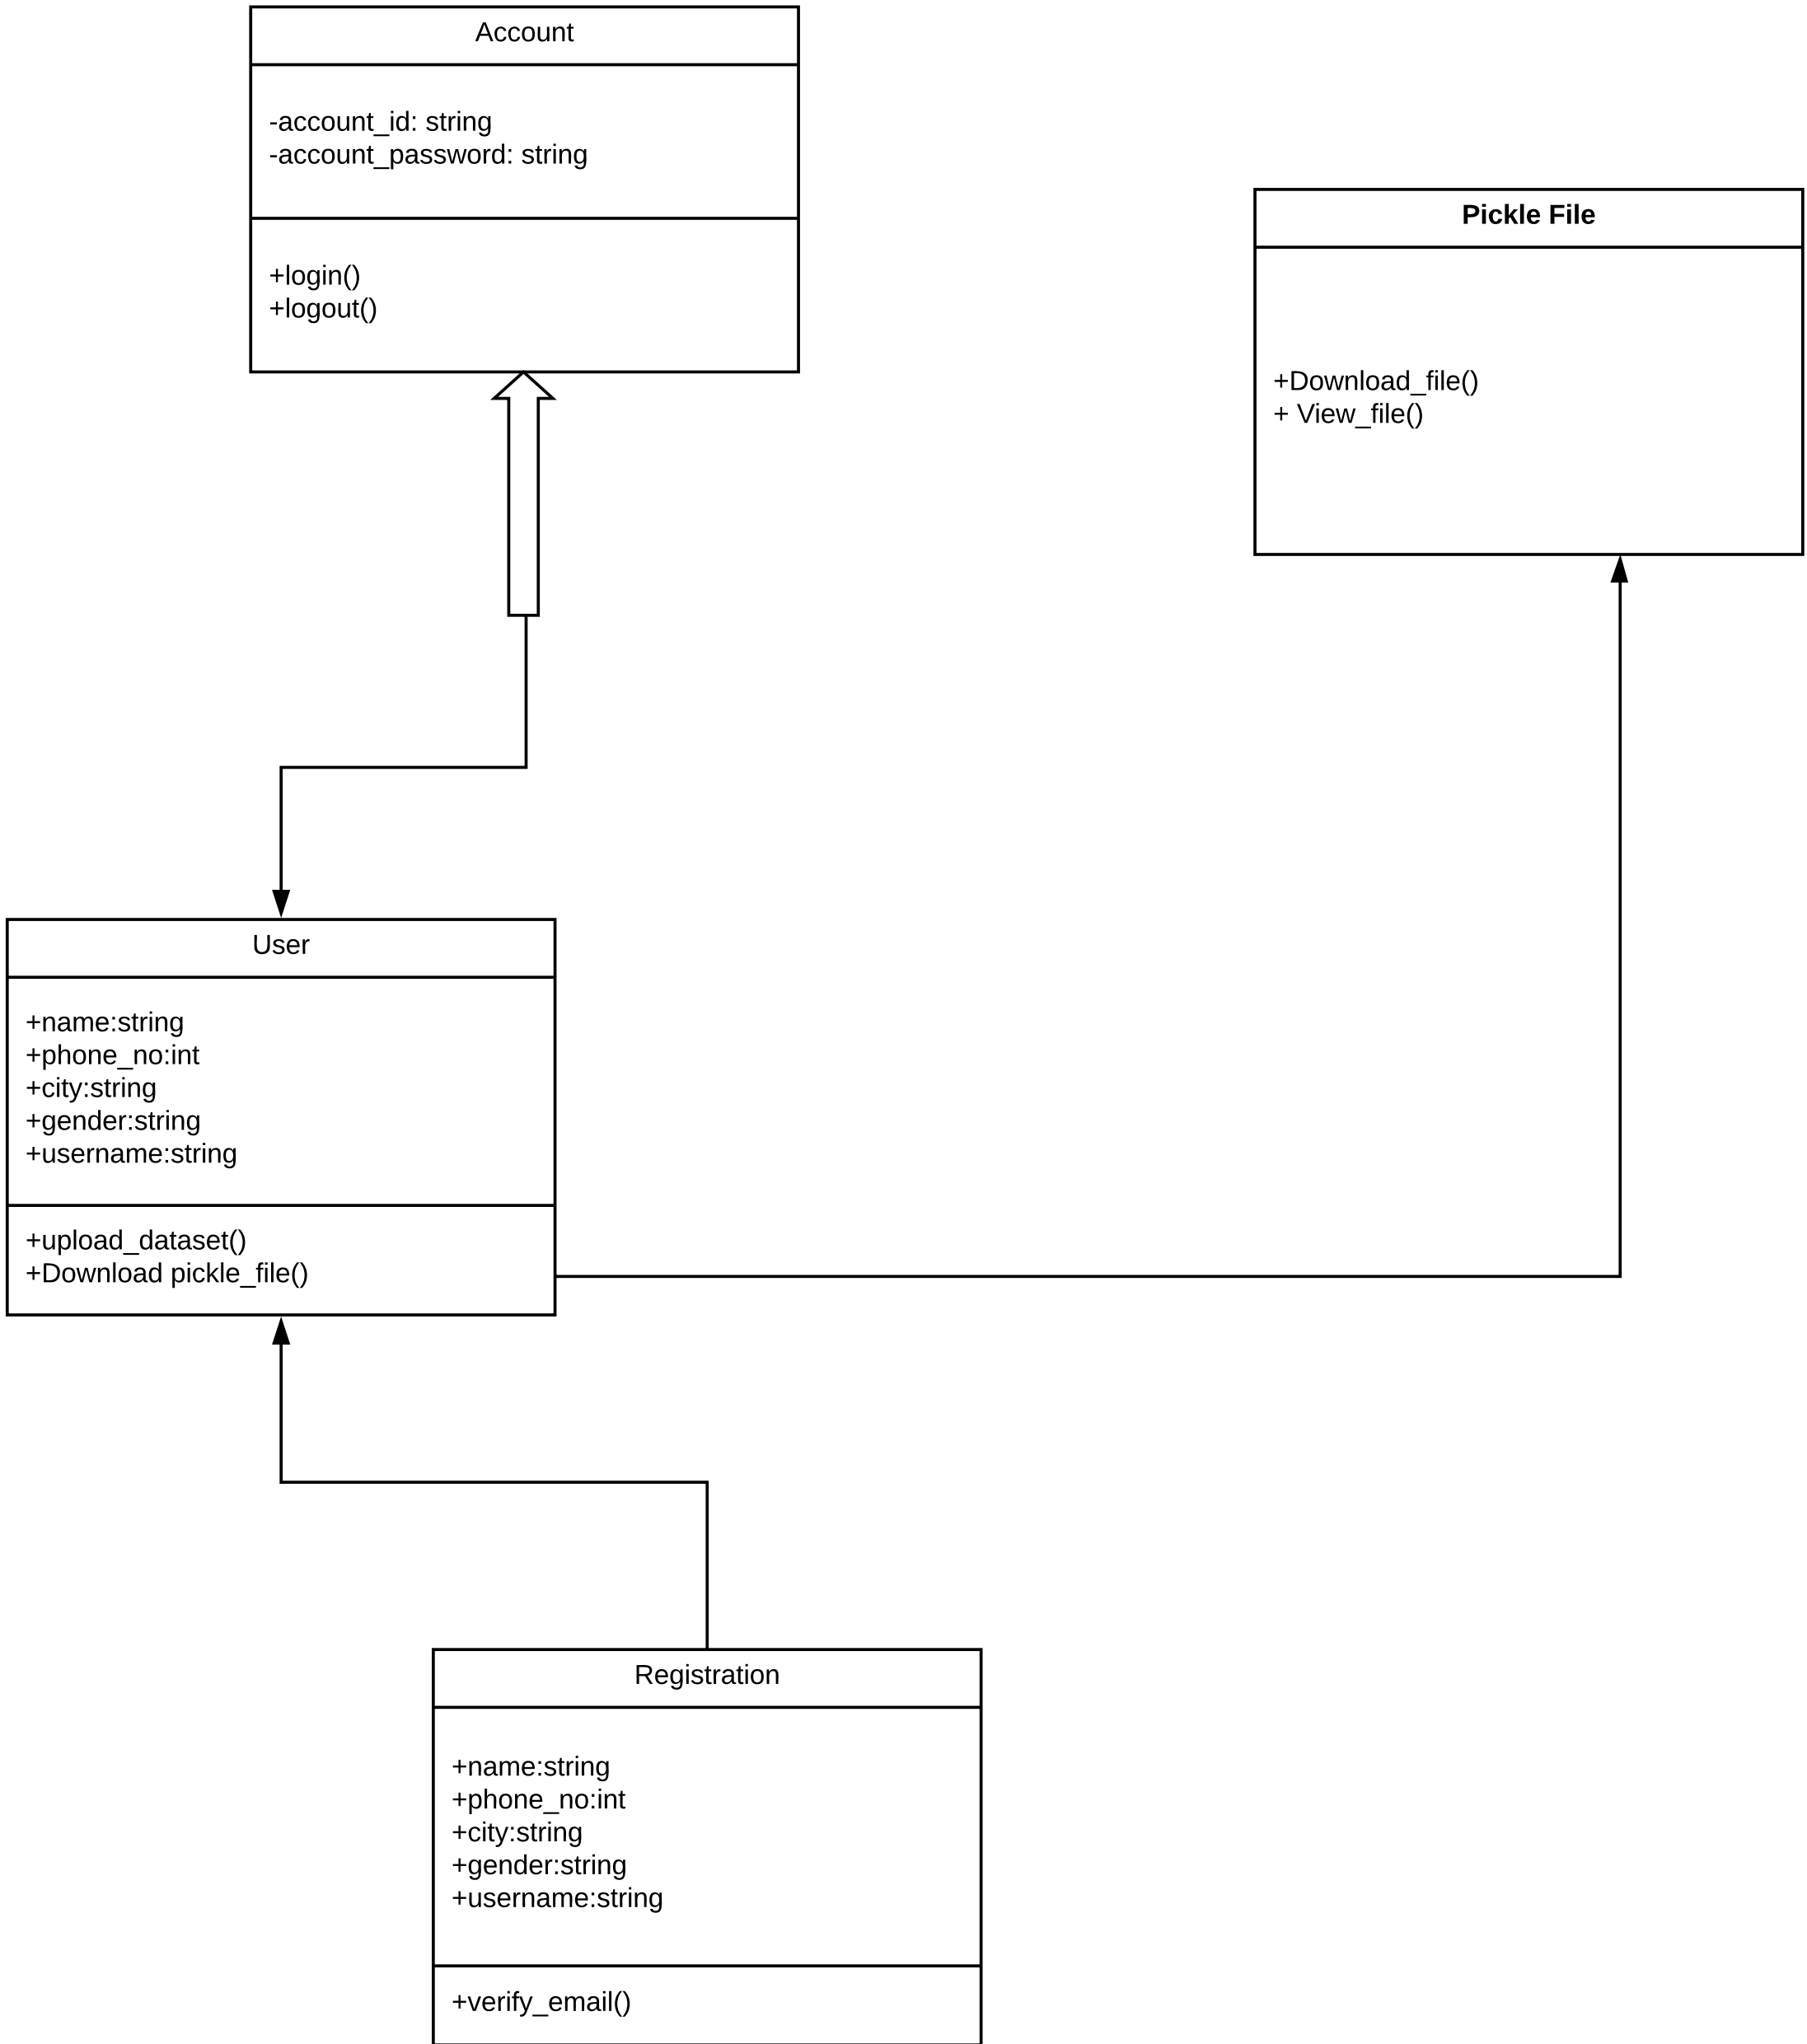 Account
-account_id: string
-account_password: string
+login()
+logout()
Pickle File
+Download_file()
+ View_file()
User
+name:string
+phone_no:int
+city:string
+gender:string
+username:string
+upload_dataset()
+Download pickle_file()
Registration
+name:string
+phone_no:int
+city:string
+gender:string
+username:string
+verify_email()